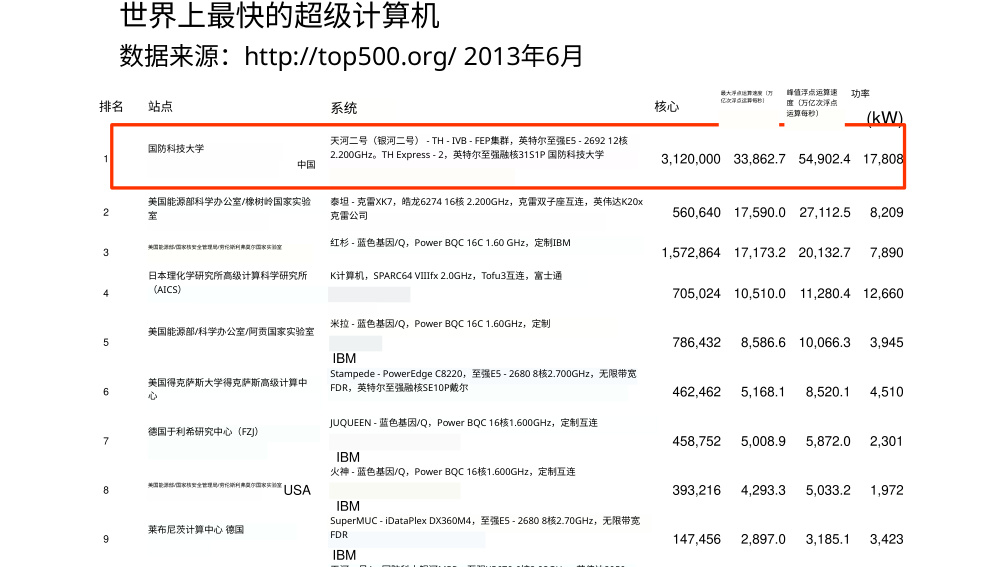 世界上最快的超级计算机
数据来源：http://top500.org/ 2013年6月
排名 站点 系统 核心 最大浮点运算速度（万亿次浮点运算每秒） 峰值浮点运算速度（万亿次浮点运算每秒） 功率 (kW)
1 国防科技大学 中国 天河二号（银河二号） - TH - IVB - FEP集群，英特尔至强E5 - 2692 12核
2.200GHz。TH Express - 2，英特尔至强融核31S1P 国防科技大学 3,120,000 33,862.7 54,902.4 17,808
2 美国能源部科学办公室/橡树岭国家实验室 泰坦 - 克雷XK7，皓龙6274 16核 2.200GHz，克雷双子座互连，英伟达K20x
克雷公司 560,640 17,590.0 27,112.5 8,209
3 美国能源部/国家核安全管理局/劳伦斯利弗莫尔国家实验室 红杉 - 蓝色基因/Q，Power BQC 16C 1.60 GHz，定制IBM 1,572,864 17,173.2 20,132.7 7,890
4 日本理化学研究所高级计算科学研究所
（AICS） K计算机，SPARC64 VIIIfx 2.0GHz，Tofu3互连，富士通 705,024 10,510.0 11,280.4 12,660
5 美国能源部/科学办公室/阿贡国家实验室 米拉 - 蓝色基因/Q，Power BQC 16C 1.60GHz，定制
IBM 786,432 8,586.6 10,066.3 3,945
6 美国得克萨斯大学得克萨斯高级计算中心 Stampede - PowerEdge C8220，至强E5 - 2680 8核2.700GHz，无限带宽
FDR，英特尔至强融核SE10P戴尔 462,462 5,168.1 8,520.1 4,510
7 德国于利希研究中心（FZJ） JUQUEEN - 蓝色基因/Q，Power BQC 16核1.600GHz，定制互连
IBM 458,752 5,008.9 5,872.0 2,301
8 美国能源部/国家核安全管理局/劳伦斯利弗莫尔国家实验室 USA 火神 - 蓝色基因/Q，Power BQC 16核1.600GHz，定制互连
IBM 393,216 4,293.3 5,033.2 1,972
9 莱布尼茨计算中心 德国 SuperMUC - iDataPlex DX360M4，至强E5 - 2680 8核2.70GHz，无限带宽
FDR
IBM 147,456 2,897.0 3,185.1 3,423